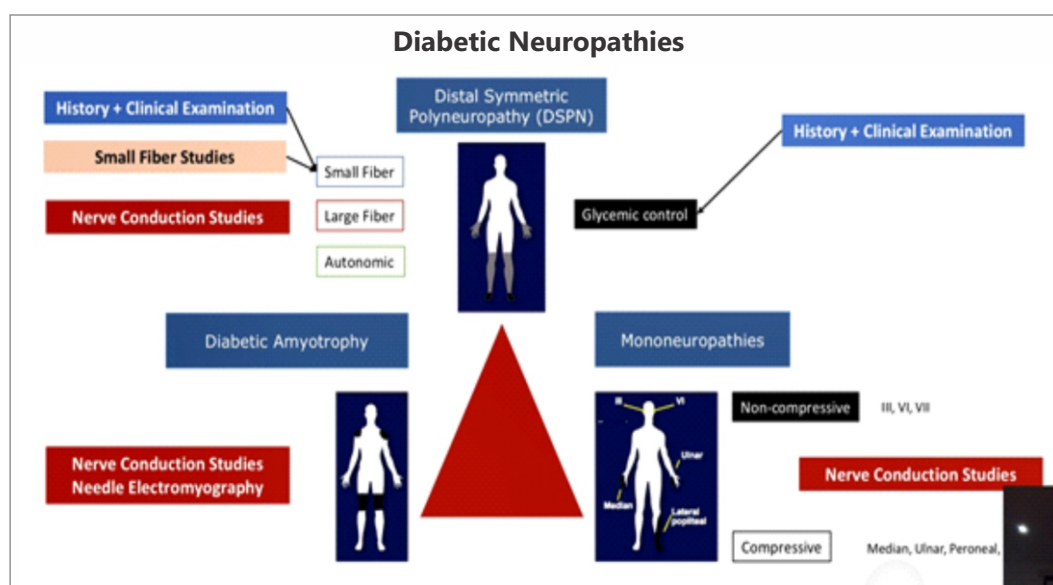 Diabetic Neuropathies
Distal Symmetric
Polyneuropathy (DSPN)
History + Clinical Examination
Small Fiber Studies
Nerve Conduction Studies
Small Fiber
Large Fiber
Autonomic
Glycemic control
History + Clinical Examination
Diabetic Amyotrophy
Nerve Conduction Studies
Needle Electromyography
Mononeuropathies
III
VI
Ulnar
Median
Lateral
popliteal
Non-compressive
III, VI, VII
Nerve Conduction Studies
Compressive
Median, Ulnar, Peroneal,